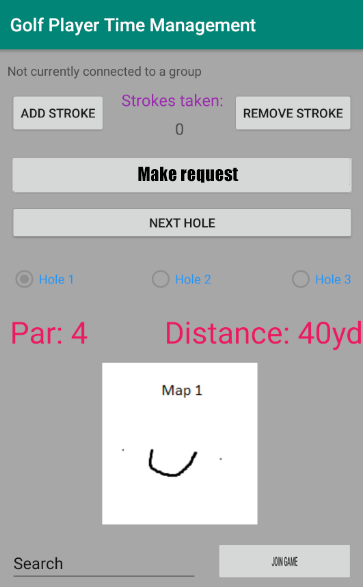 Golf Player Time Management
Not currently connected to a group
ADD STROKE
Strokes taken:
0
REMOVE STROKE
Make request
NEXT HOLE
Hole 1
Hole 2
Hole 3
Par: 4
Distance: 40yd
Map 1
Search
JOIN GAME